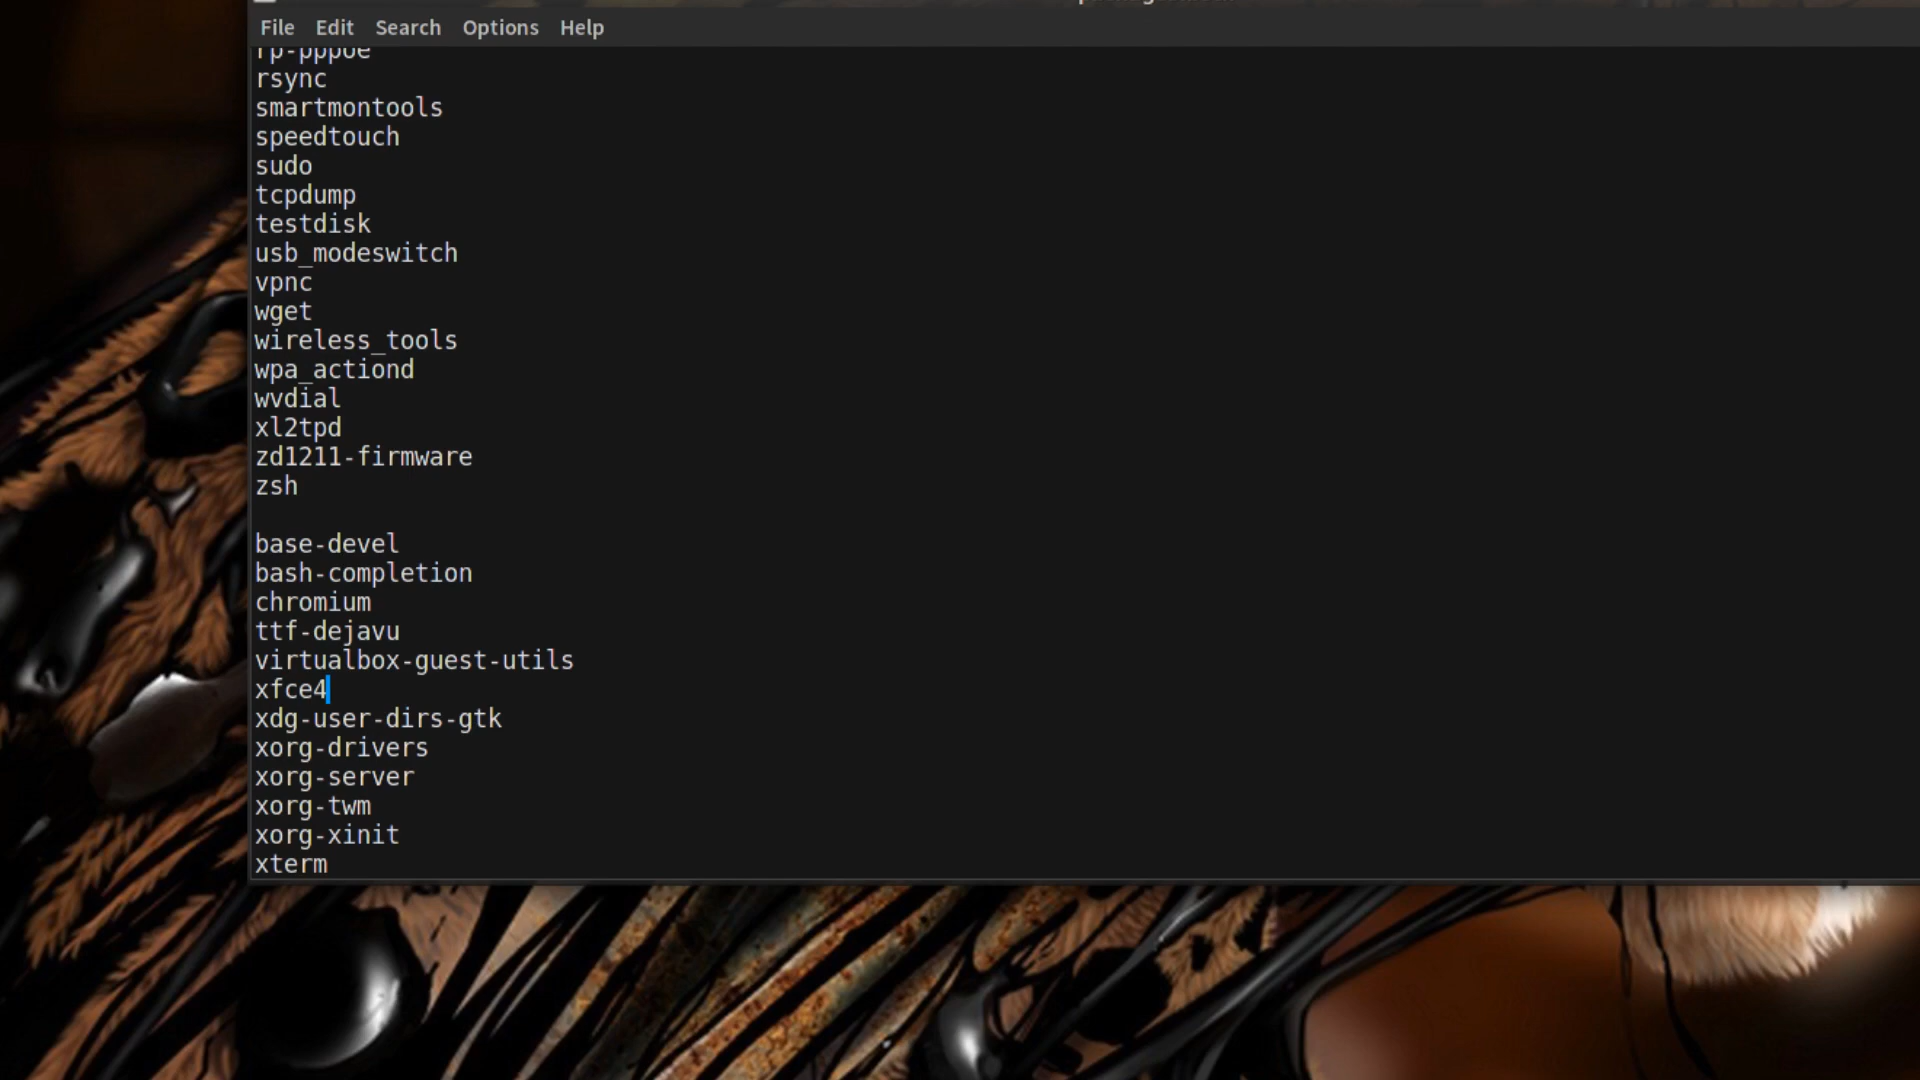 File Edit Search Options Help
rp-pppoe
rsync
smartmontools
speedtouch
sudo
tcpdump
testdisk
usb_modeswitch
vpnc
wget
wireless_tools
wpa_actiond
wvdial
xl2tpd
zd1211-firmware
zsh
base-devel
bash-completion
chromium
ttf-dejavu
virtualbox-guest-utils
xfce4
xdg-user-dirs-gtk
xorg-drivers
xorg-server
xorg-twm
xorg-xinit
xterm